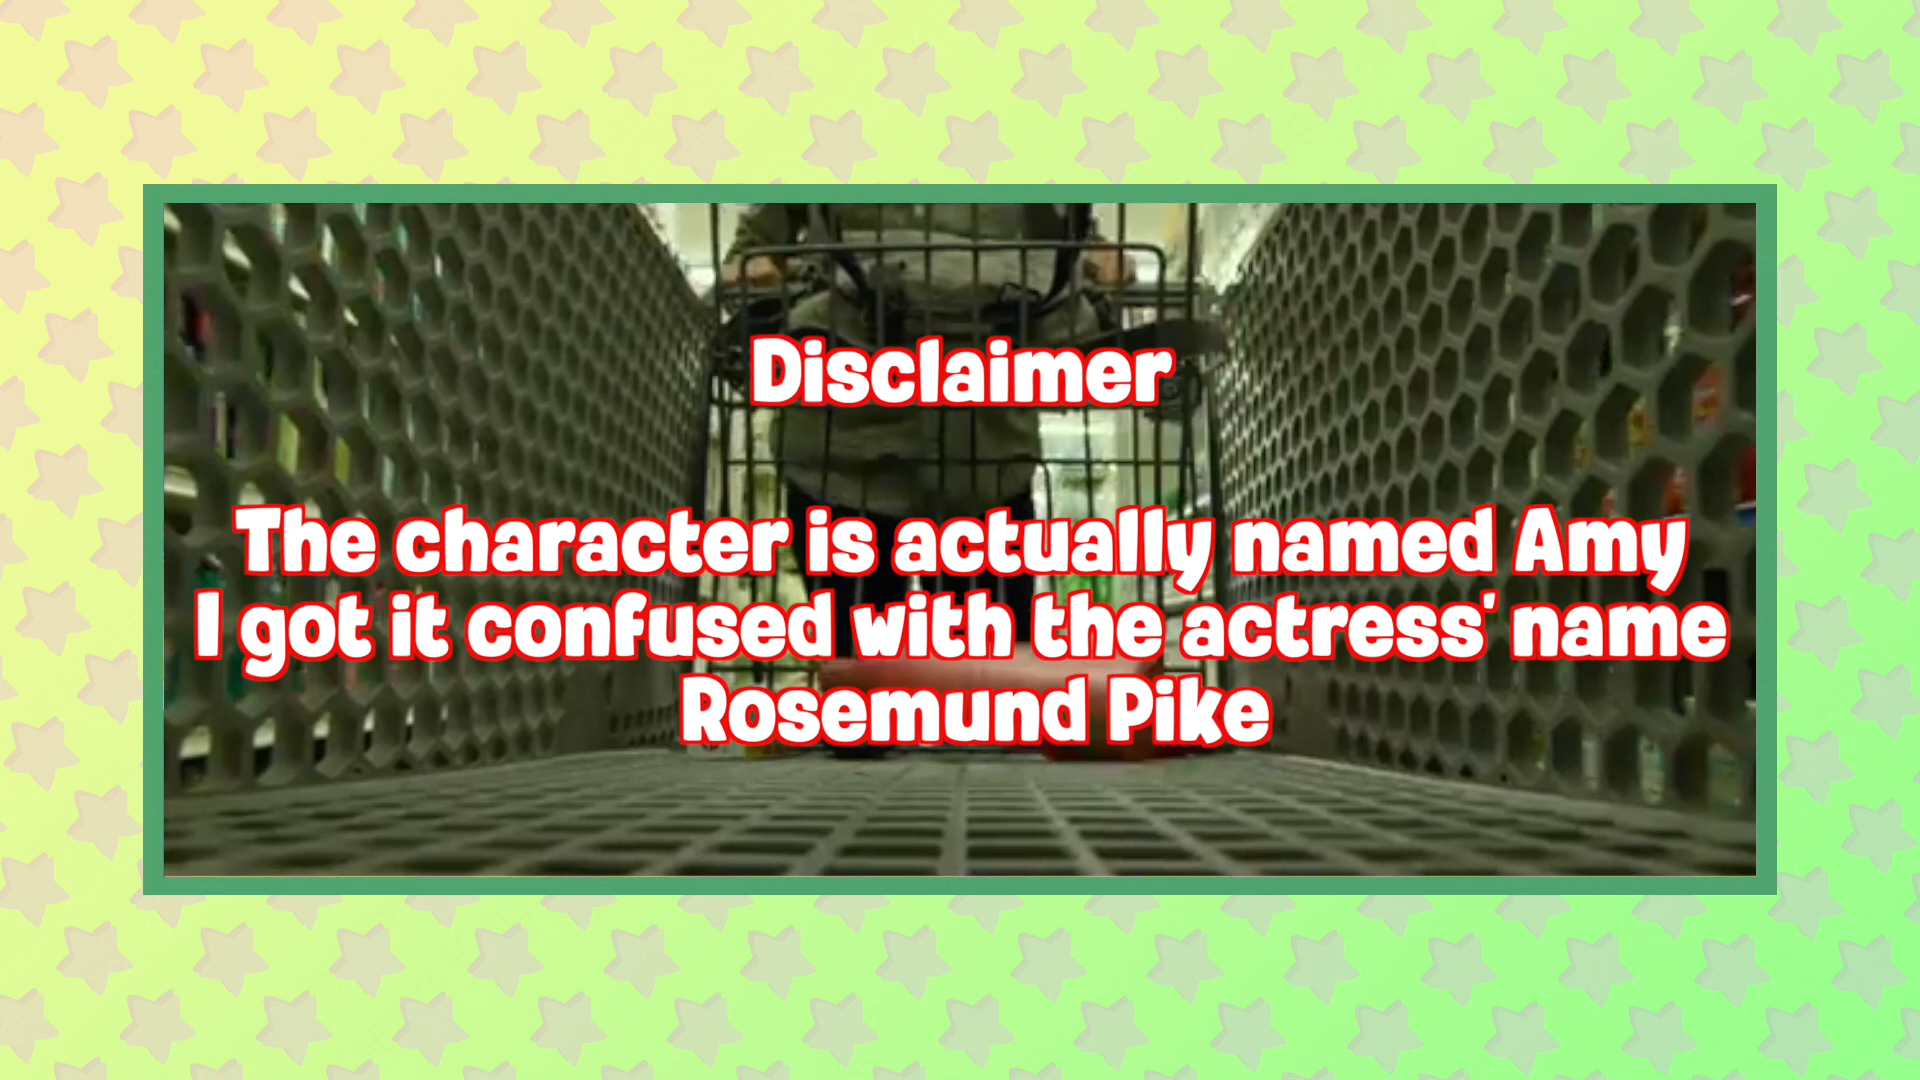 Disclaimer
The character is actually named Amy
I got it confused with the actress' name
Rosemund Pike